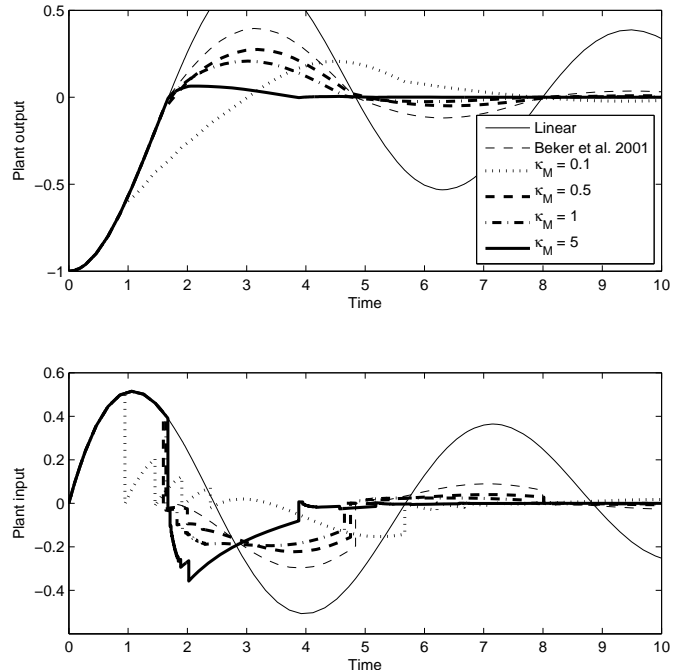 0.5
0
−0.5
−1
Plant output
0 1 2 3 4 5 6 7 8 9 10
Time
Linear
Beker et al. 2001
κM = 0.1
κM = 0.5
κM = 1
κM = 5
0.6
0.4
0.2
0
−0.2
−0.4
Plant input
0 1 2 3 4 5 6 7 8 9 10
Time